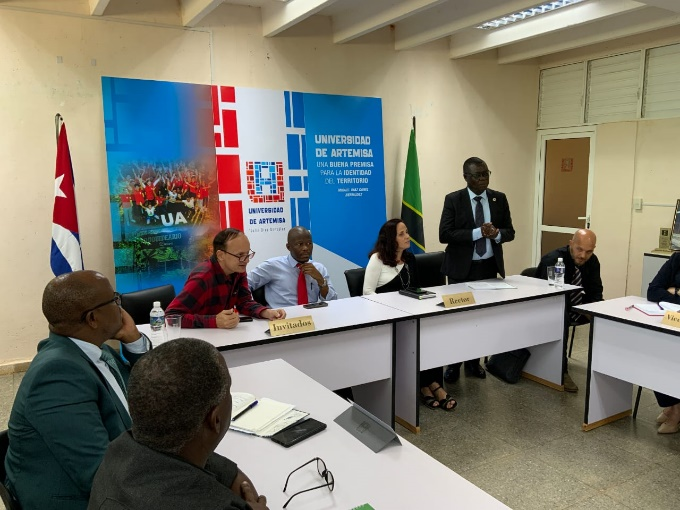 UNIVERSIDAD
DE ARTEMISA
UNA BUENA PREMISA
PARA LA IDENTIDAD
DEL TERRITORIO
UA
UNIVERSIDAD
DE ARTEMISA
Invitados
Rector